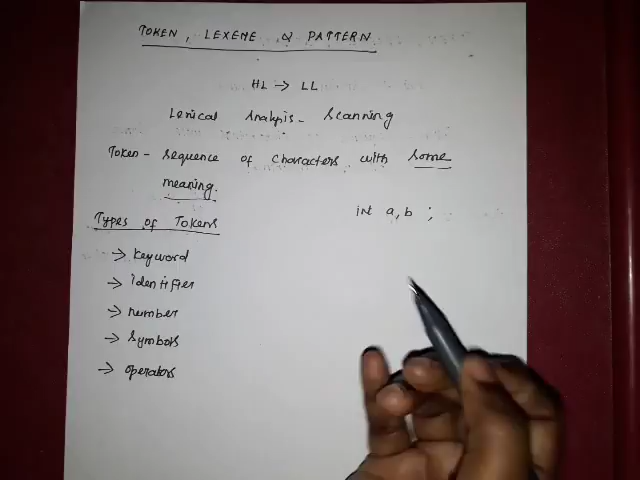 TOKEN, LEXEME & PATTERN
HL → LL
Lexical Analysis - Scanning
Token - Sequence of characters with some
meaning.
int a, b ;
Types of Tokens
→ keyword
→ identifier
→ number
→ symbols
→ operators